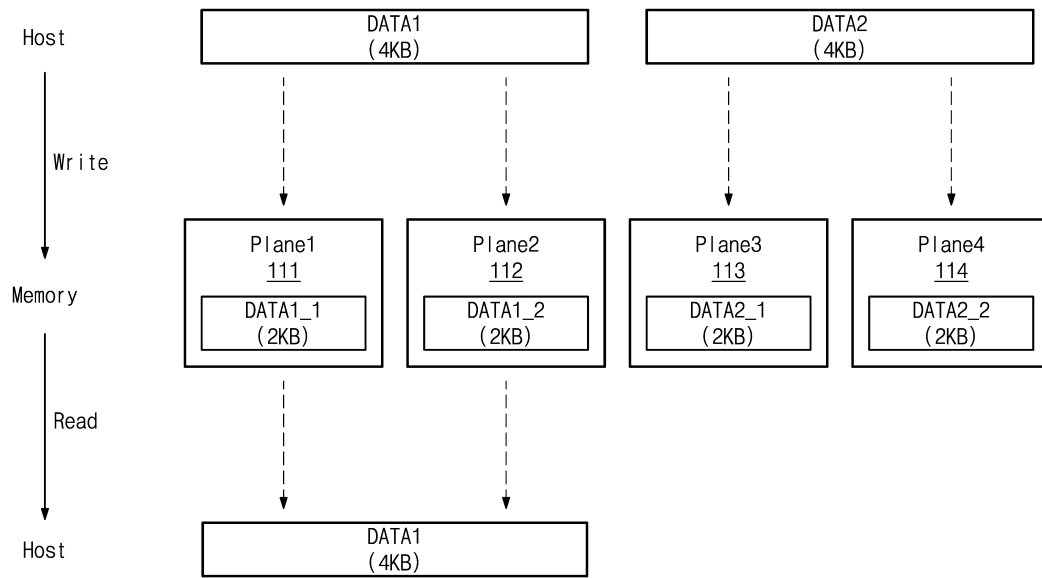 Host
DATA1
(4KB)
DATA2
(4KB)
Write
Plane1
111
DATA1_1
(2KB)
Plane2
112
DATA1_2
(2KB)
Plane3
113
DATA2_1
(2KB)
Plane4
114
DATA2_2
(2KB)
Memory
Read
Host
DATA1
(4KB)